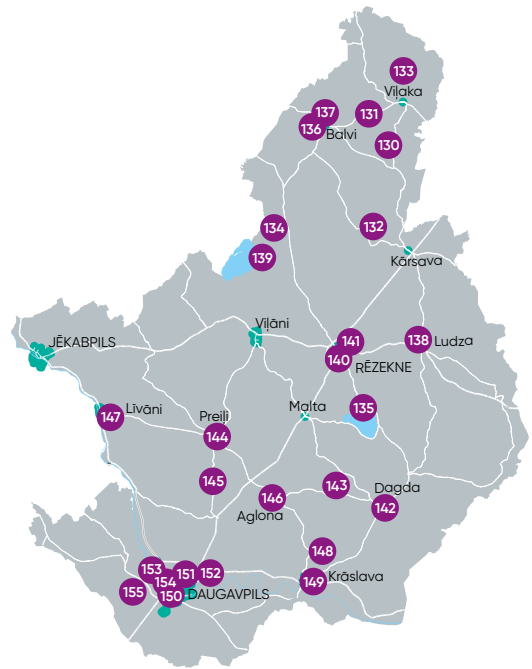 133
Viļaka
137
131
136
Balvi
130
134
132
139
Kārsava
Viļāni
141
138
Ludza
JĒKABPILS
140
RĒZEKNE
Malta
135
Līvāni
147
Preiļi
144
145
143
Dagda
146
142
Aglona
148
149
Krāslava
153
151
152
154
155
150
DAUGAVPILS